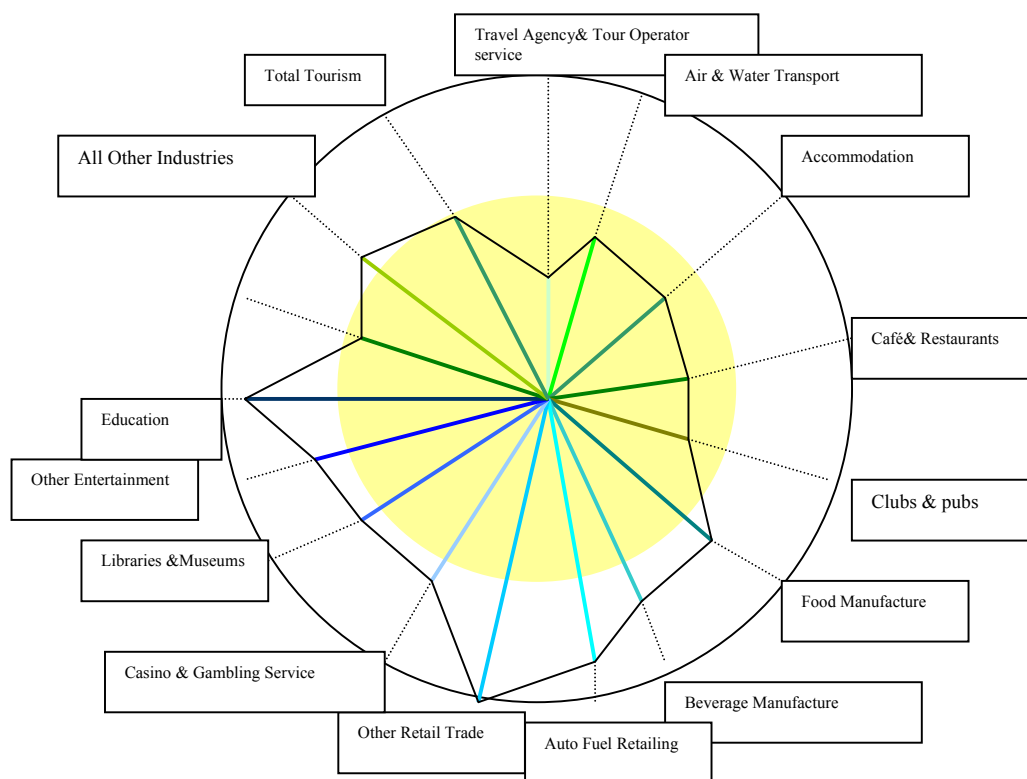 Travel Agency& Tour Operator
service
Total Tourism
Air & Water Transport
All Other Industries
Accommodation
Café& Restaurants
Education
Other Entertainment
Clubs & pubs
Libraries &Museums
Food Manufacture
Casino & Gambling Service
Beverage Manufacture
Other Retail Trade
Auto Fuel Retailing